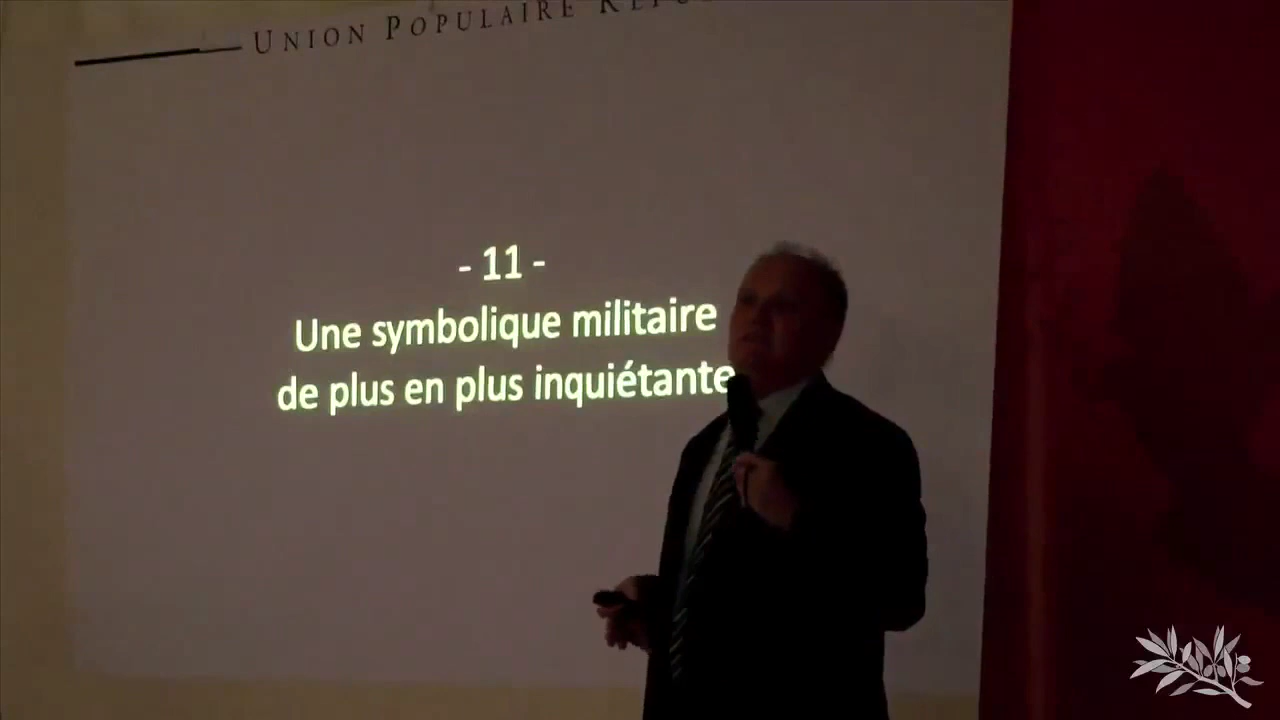 UNION POPULAIRE
- 11 -
Une symbolique militaire
de plus en plus inquiétante